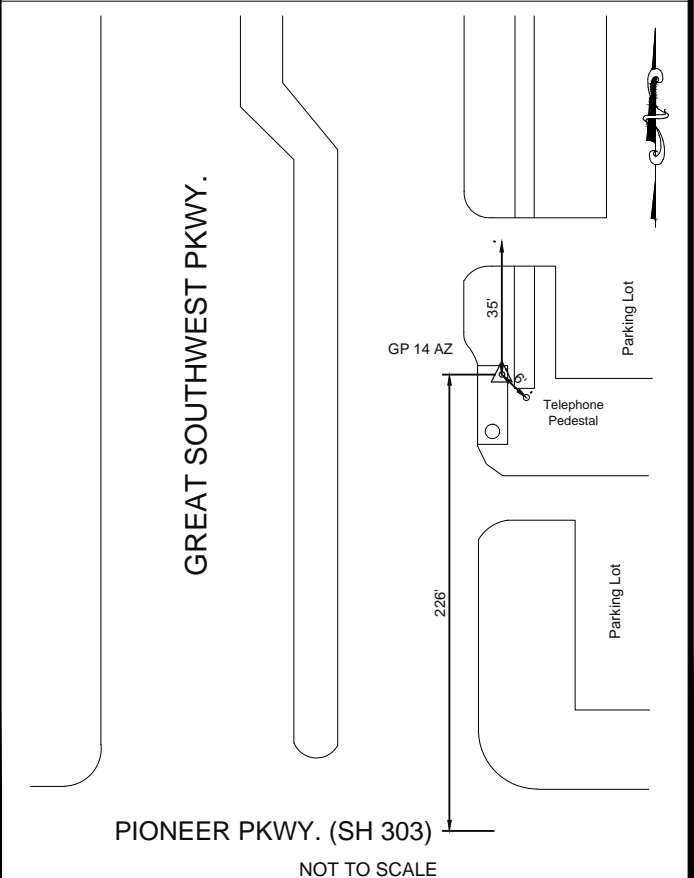 GREAT SOUTHWEST PKWY.
35'
Parking Lot
GP 14 AZ
6'
Telephone
Pedestal
226'
Parking Lot
PIONEER PKWY. (SH 303)
NOT TO SCALE